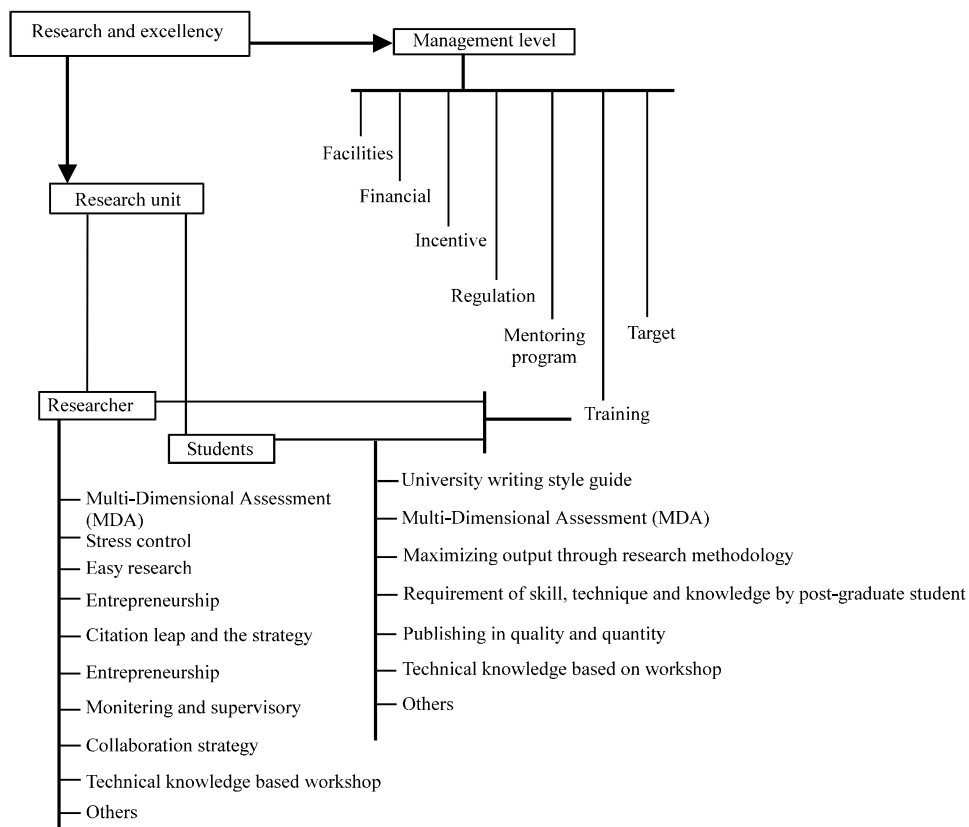 Research and excellency
Management level
Facilities
Financial
Research unit
Incentive
Regulation
Mentoring
program
Target
Researcher
Training
Students
Multi-Dimensional Assessment
(MDA)
Stress control
Easy research
Entrepreneurship
Citation leap and the strategy
Entrepreneurship
Monitering and supervisory
Collaboration strategy
Technical knowledge based workshop
Others
University writing style guide
Multi-Dimensional Assessment (MDA)
Maximizing output through research methodology
Requirement of skill, technique and knowledge by post-graduate student
Publishing in quality and quantity
Technical knowledge based on workshop
Others